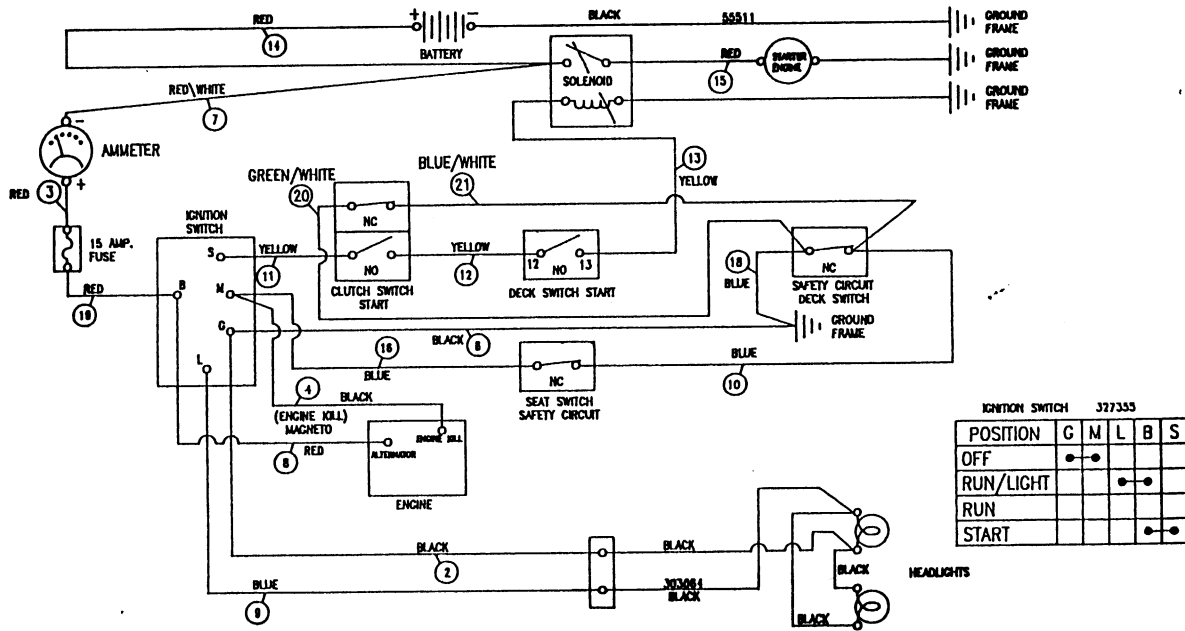 RED
14
+
−
BATTERY
BLACK
55511
GROUND
FRAME
RED
15
STARTER
ENGINE
GROUND
FRAME
SOLENOID
GROUND
FRAME
RED\WHITE
7
−
AMMETER
+
RED
3
15 AMP.
FUSE
RED
19
IGNITION
SWITCH
S
B
M
G
L
GREEN/WHITE
20
BLUE/WHITE
21
13
YELLOW
NC
NO
CLUTCH SWITCH
START
YELLOW
11
YELLOW
12
12
13
NO
DECK SWITCH START
18
BLUE
NC
SAFETY CIRCUIT
DECK SWITCH
GROUND
FRAME
BLACK
6
16
BLUE
NC
SEAT SWITCH
SAFETY CIRCUIT
BLUE
10
4
BLACK
(ENGINE KILL)
MAGNETO
8
RED
ENGINE KILL
ALTERNATOR
ENGINE
BLACK
2
BLACK
BLUE
9
303064
BLACK
BLACK
BLACK
HEADLIGHTS
IGNITION SWITCH 327355
POSITION G M L B S
OFF
RUN/LIGHT
RUN
START